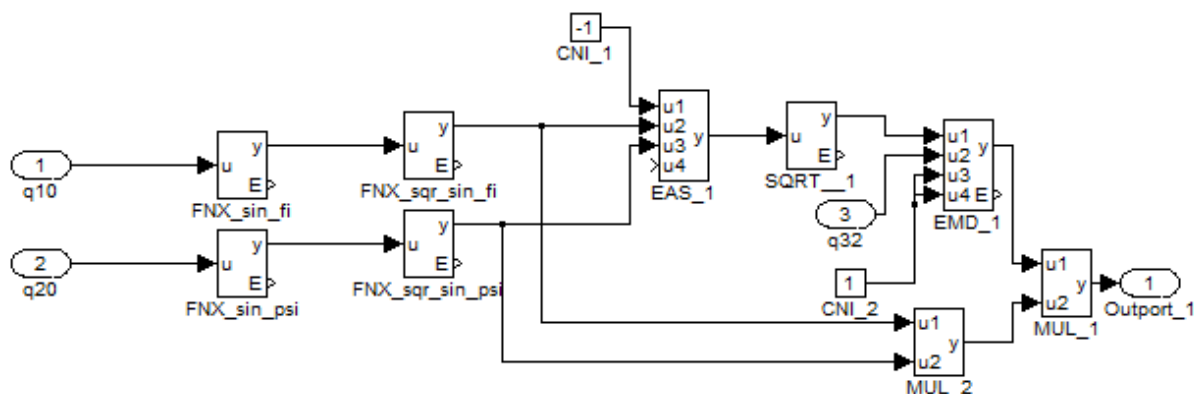 -1
CNI_1
u1
u2
u3
u4
y
EAS_1
u
y
E
SQRT__1
u1
u2
u3
u4
y
E
EMD_1
1
q10
u
y
E
FNX_sin_fi
u
y
E
FNX_sqr_sin_fi
3
q32
2
q20
u
y
E
FNX_sin_psi
u
y
E
FNX_sqr_sin_psi
1
CNI_2
u1
u2
y
MUL_1
1
Outport_1
u1
u2
y
MUL_2